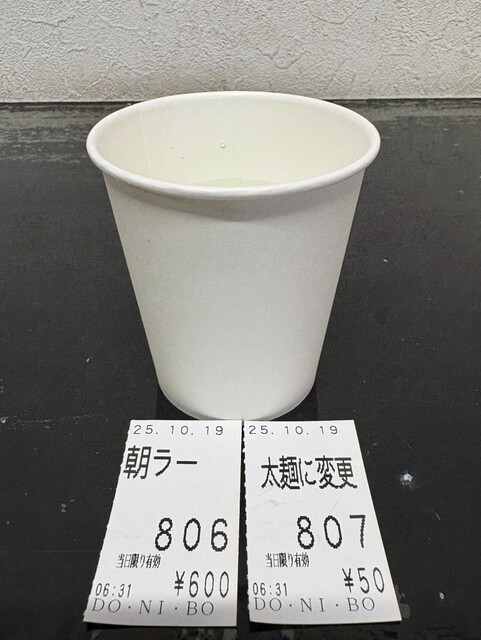 25.10.19
朝ラー
806
当日限り有効
06:31 ¥600
DO・NI・BO
25.10.19
太麺に変更
807
当日限り有効
06:31 ¥50
DO・NI・BO